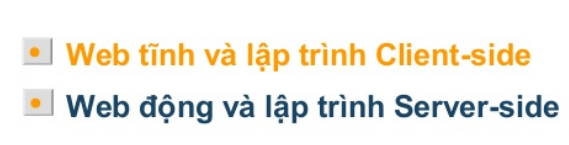 Web tĩnh và lập trình Client-side
Web động và lập trình Server-side